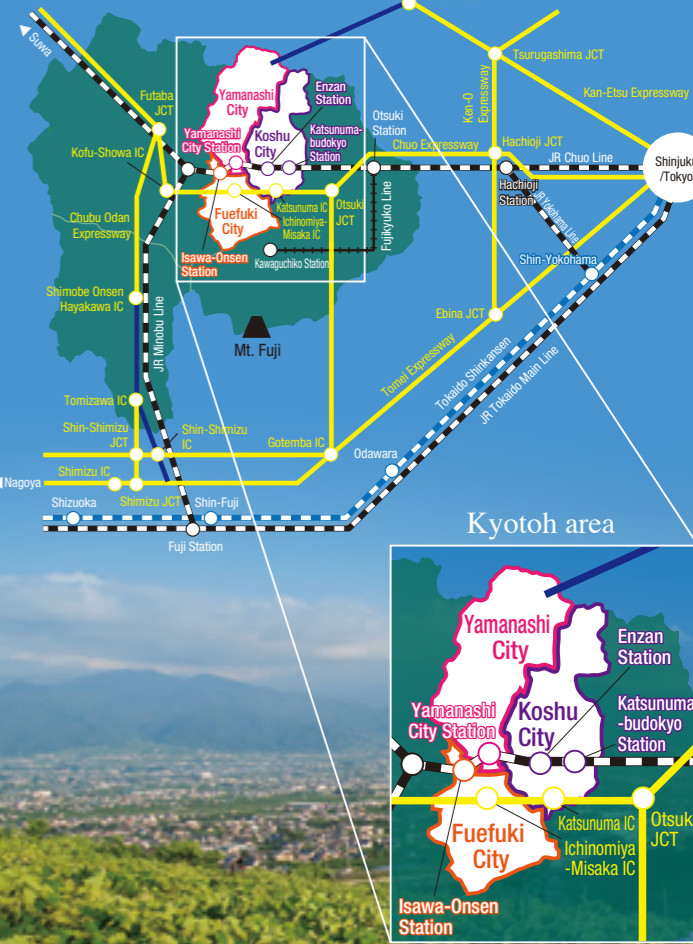 Suwa
Tsurugashima JCT
Kan-Etsu Expressway
Ken-O
Expressway
Futaba
JCT
Yamanashi
City
Enzan
Station
Yamanashi
City Station
Koshu
City
Katsunuma-
budokyo
Station
Otsuki
Station
Hachioji JCT
Chuo Expressway
JR Chuo Line
Shinjuku
/Tokyo
Kofu-Showa IC
Hachioji
Station
JR Yokohama Line
Fuefuki
City
Katsunuma IC
Ichinomiya-
Misaka IC
Otsuki
JCT
Fujikyuko Line
Chubu Odan
Expressway
Isawa-Onsen
Station
Kawaguchiko Station
Shin-Yokohama
Shimobe Onsen
Hayakawa IC
JR Minobu Line
Ebina JCT
Mt. Fuji
Tomei Expressway
Tokaido Shinkansen
JR Tokaido Main Line
Tomizawa IC
Shin-Shimizu
JCT
Shin-Shimizu
IC
Gotemba IC
Odawara
Nagoya
Shimizu IC
Shimizu JCT
Shizuoka
Shin-Fuji
Fuji Station
Kyotoh area
Yamanashi
City
Enzan
Station
Yamanashi
City Station
Koshu
City
Katsunuma
-budokyo
Station
Fuefuki
City
Katsunuma IC
Ichinomiya
-Misaka IC
Otsuki
JCT
Isawa-Onsen
Station